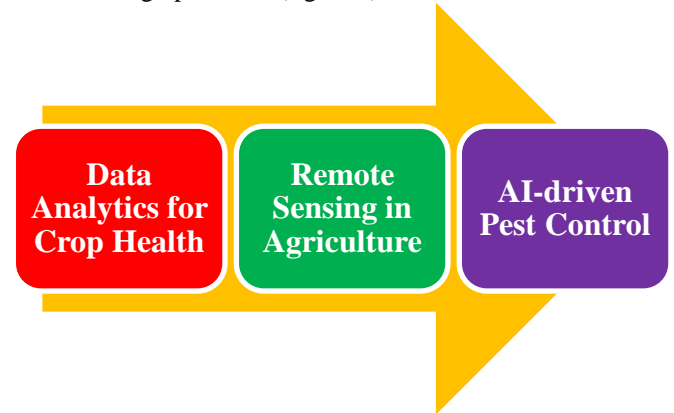 Data
Analytics for
Crop Health
Remote
Sensing in
Agriculture
AI-driven
Pest Control